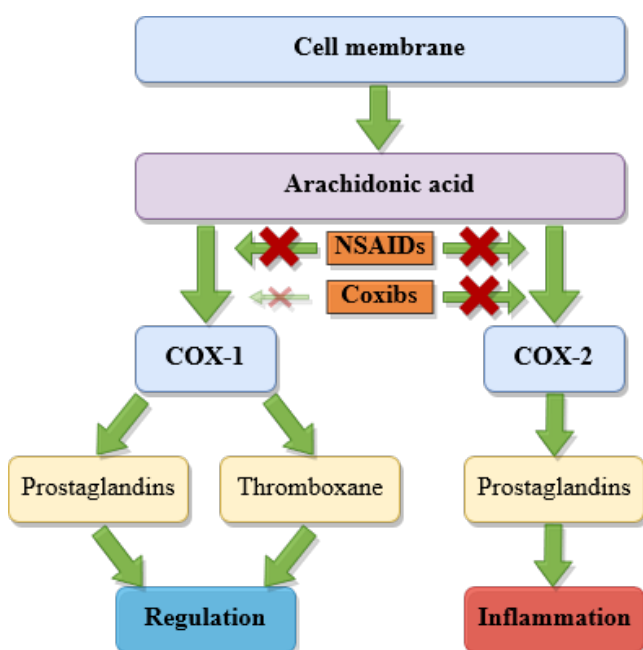 Cell membrane
Arachidonic acid
NSAIDs
Coxibs
COX-1
COX-2
Prostaglandins
Thromboxane
Prostaglandins
Regulation
Inflammation